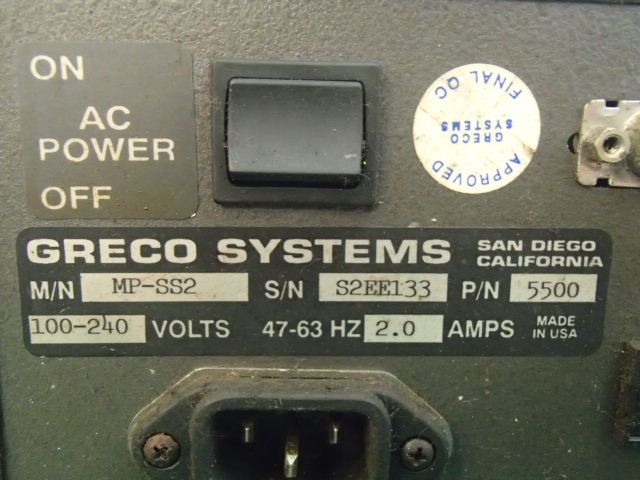 ON
AC
POWER
OFF
FINAL QC
GRECO
SYSTEMS
APPROVED
GRECO SYSTEMS SAN DIEGO CALIFORNIA
M/N MP-SS2 S/N S2EE133 P/N 5500
100-240 VOLTS 47-63 HZ 2.0 AMPS MADE IN USA